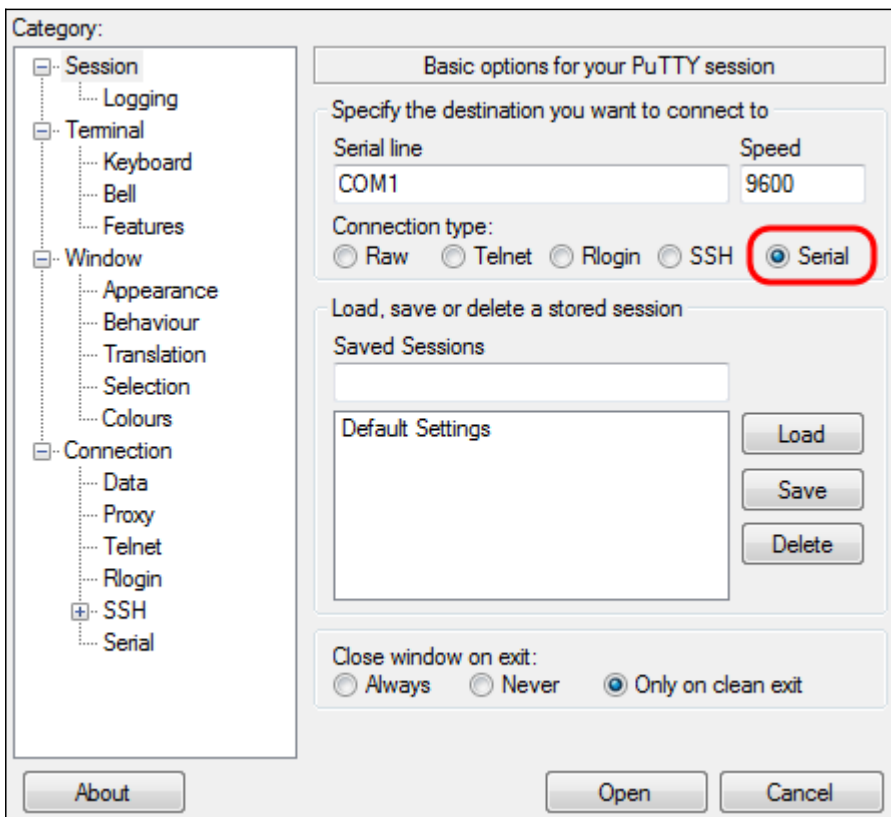 Category:
Session
Logging
Terminal
Keyboard
Bell
Features
Window
Appearance
Behaviour
Translation
Selection
Colours
Connection
Data
Proxy
Telnet
Rlogin
SSH
Serial
Basic options for your PuTTY session
Specify the destination you want to connect to
Serial line Speed
COM1 9600
Connection type:
Raw Telnet Rlogin SSH Serial
Load, save or delete a stored session
Saved Sessions
Default Settings
Load
Save
Delete
Close window on exit:
Always Never Only on clean exit
About Open Cancel